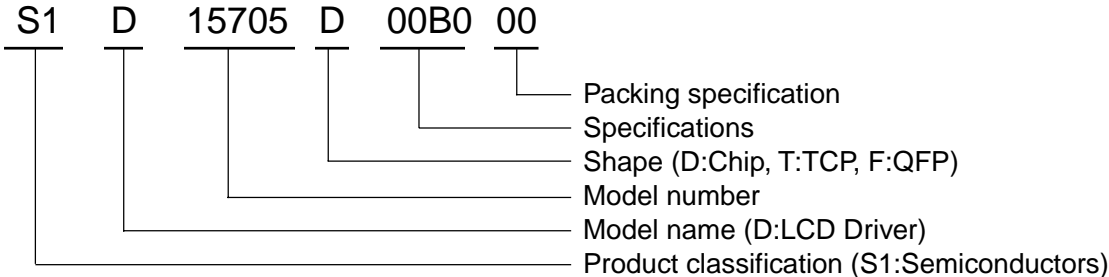 S1 D 15705 D 00B0 00
Packing specification
Specifications
Shape (D:Chip, T:TCP, F:QFP)
Model number
Model name (D:LCD Driver)
Product classification (S1:Semiconductors)